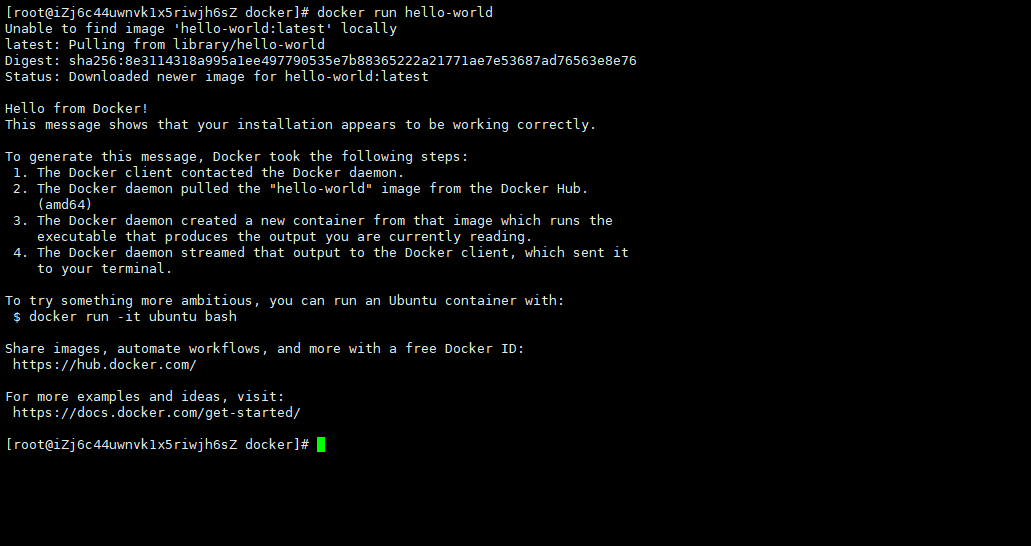 [root@iZj6c44uwnvk1x5riwjh6sZ docker]# docker run hello-world
Unable to find image 'hello-world:latest' locally
latest: Pulling from library/hello-world
Digest: sha256:8e3114318a995a1ee497790535e7b88365222a21771ae7e53687ad76563e8e76
Status: Downloaded newer image for hello-world:latest
Hello from Docker!
This message shows that your installation appears to be working correctly.
To generate this message, Docker took the following steps:
1. The Docker client contacted the Docker daemon.
2. The Docker daemon pulled the "hello-world" image from the Docker Hub.
(amd64)
3. The Docker daemon created a new container from that image which runs the
executable that produces the output you are currently reading.
4. The Docker daemon streamed that output to the Docker client, which sent it
to your terminal.
To try something more ambitious, you can run an Ubuntu container with:
$ docker run -it ubuntu bash
Share images, automate workflows, and more with a free Docker ID:
https://hub.docker.com/
For more examples and ideas, visit:
https://docs.docker.com/get-started/
[root@iZj6c44uwnvk1x5riwjh6sZ docker]#